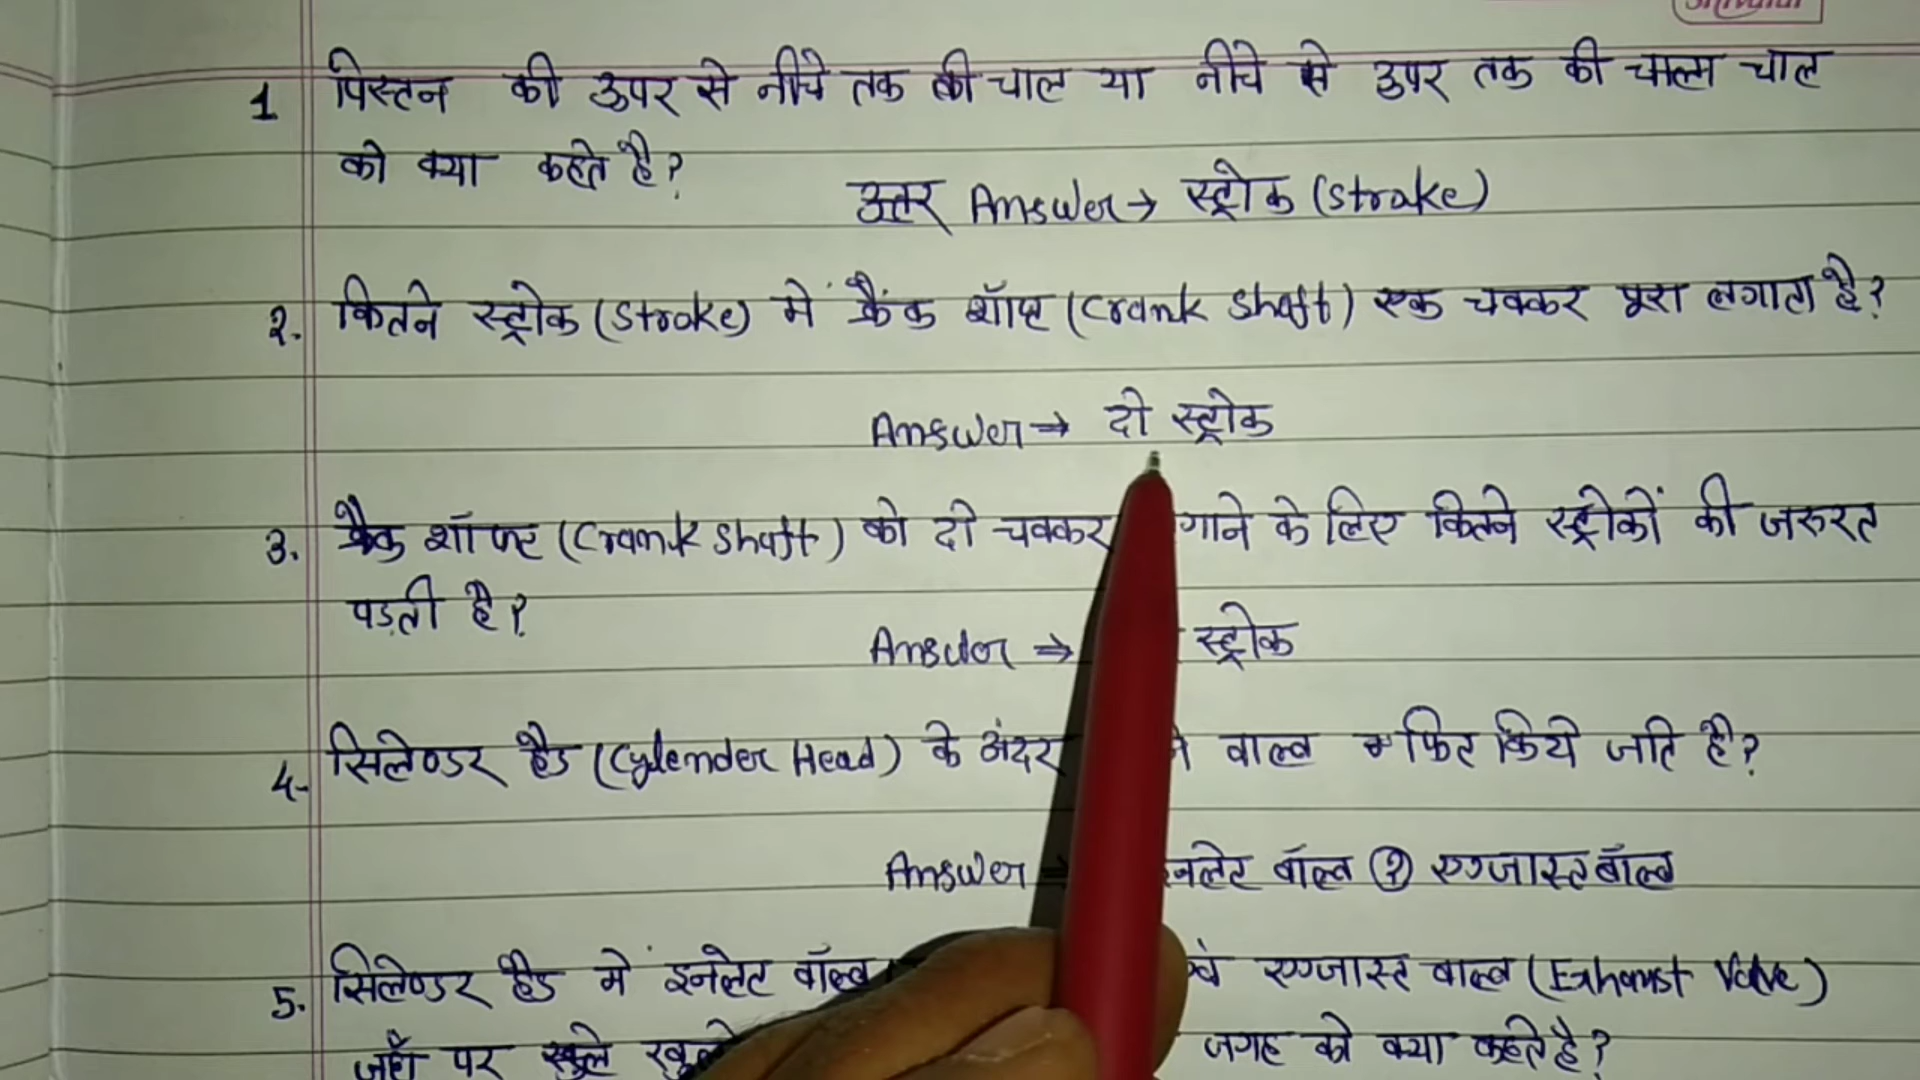 1 पिस्टन की उपर से नीचे तक की चाल या नीचे से उपर तक की चाल
को क्या कहते है?
उत्तर Answer → स्ट्रोक (Stroke)
2. कितने स्ट्रोक (Stroke) में क्रैंक शॉफ्ट (Crank Shaft) एक चक्कर पूरा लगाता है?
Answer → दो स्ट्रोक
3. क्रैक शॉफ्ट (Crank Shaft) को दो चक्कर गाने के लिए कितने स्ट्रोकों की जरुरत
पड़ती है?
Answer → स्ट्रोक
4- सिलेण्डर हैड (Cylender Head) के अंदर वाल्व फिट किये जाते है?
Answer नलेट वॉल्व ② एग्जास्ट वॉल्व
5. सिलेण्डर हैड में इनलेट वॉल्व एग्जास्ट वाल्व (Exhaust Valve)
जहाँ पर जगह को क्या कहते है?